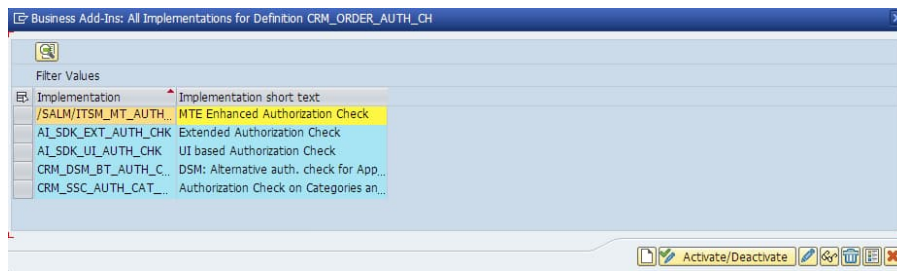 Business Add-Ins: All Implementations for Definition CRM_ORDER_AUTH_CH
Filter Values
Implementation Implementation short text
/SALM/ITSM_MT_AUTH... MTE Enhanced Authorization Check
AI_SDK_EXT_AUTH_CHK Extended Authorization Check
AI_SDK_UI_AUTH_CHK UI based Authorization Check
CRM_DSM_BT_AUTH_C... DSM: Alternative auth. check for App...
CRM_SSC_AUTH_CAT_... Authorization Check on Categories an...
Activate/Deactivate